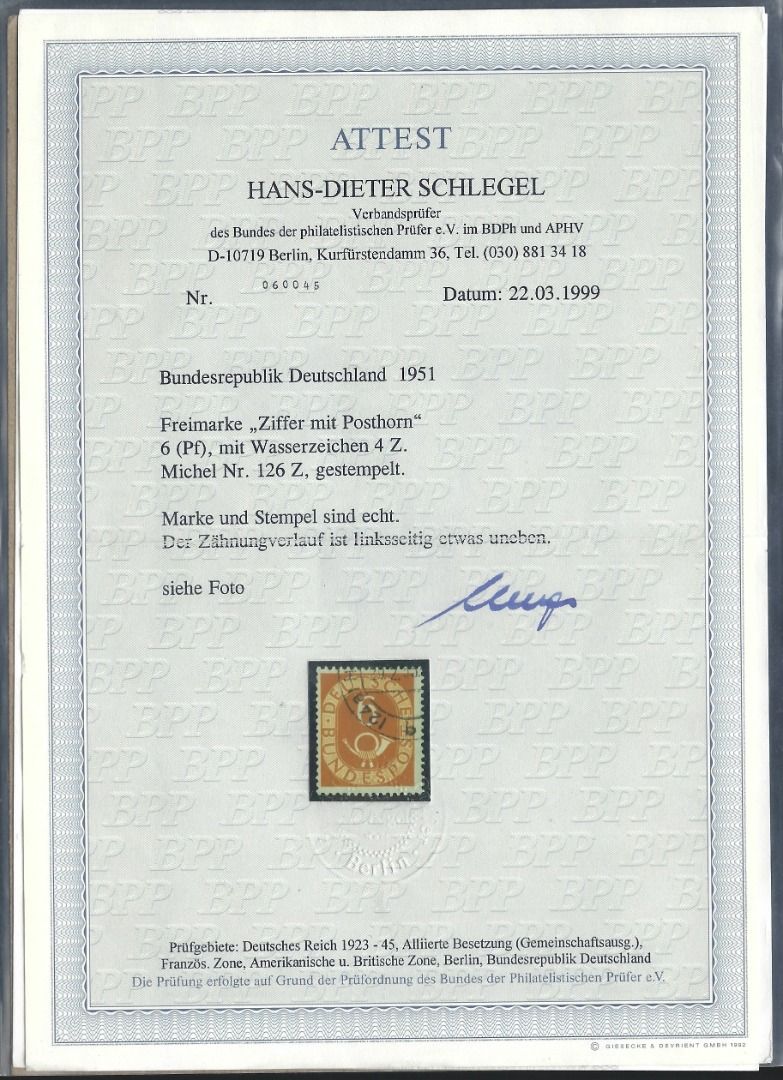 ATTEST
HANS-DIETER SCHLEGEL
Verbandsprüfer
des Bundes der philatelistischen Prüfer e.V. im BDPh und APHV
D-10719 Berlin, Kurfürstendamm 36, Tel. (030) 881 34 18
Nr. 060045 Datum: 22.03.1999
Bundesrepublik Deutschland 1951
Freimarke „Ziffer mit Posthorn“
6 (Pf), mit Wasserzeichen 4 Z.
Michel Nr. 126 Z, gestempelt.
Marke und Stempel sind echt.
Der Zähnungverlauf ist linksseitig etwas uneben.
siehe Foto
DEUTSCHE
6
BUNDESPOST
Berlin
Prüfgebiete: Deutsches Reich 1923 - 45, Alliierte Besetzung (Gemeinschaftsausg.),
Französ. Zone, Amerikanische u. Britische Zone, Berlin, Bundesrepublik Deutschland
Die Prüfung erfolgte auf Grund der Prüfordnung des Bundes der Philatelistischen Prüfer e.V.
© GIESECKE & DEVRIENT GMBH 1992